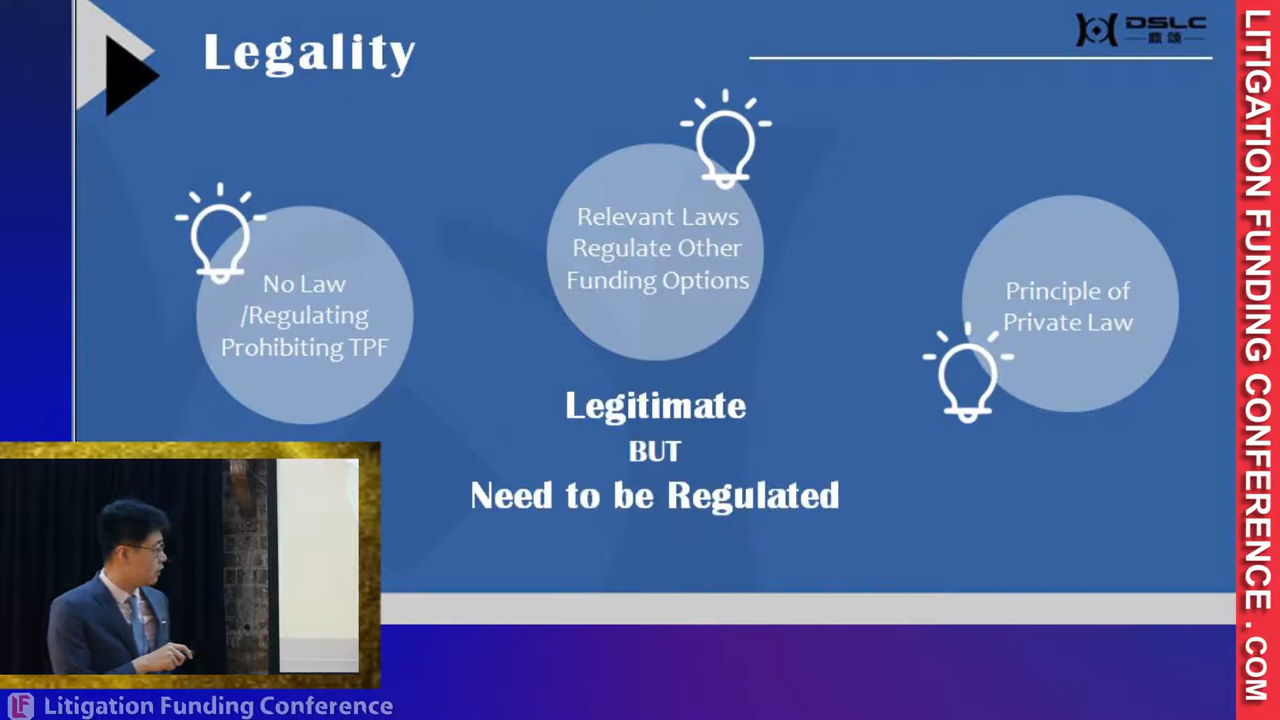 Legality
DSLC
鼎颂
No Law
/Regulating
Prohibiting TPF
Relevant Laws
Regulate Other
Funding Options
Principle of
Private Law
Legitimate
BUT
Need to be Regulated
LF Litigation Funding Conference
LITIGATION FUNDING CONFERENCE . COM